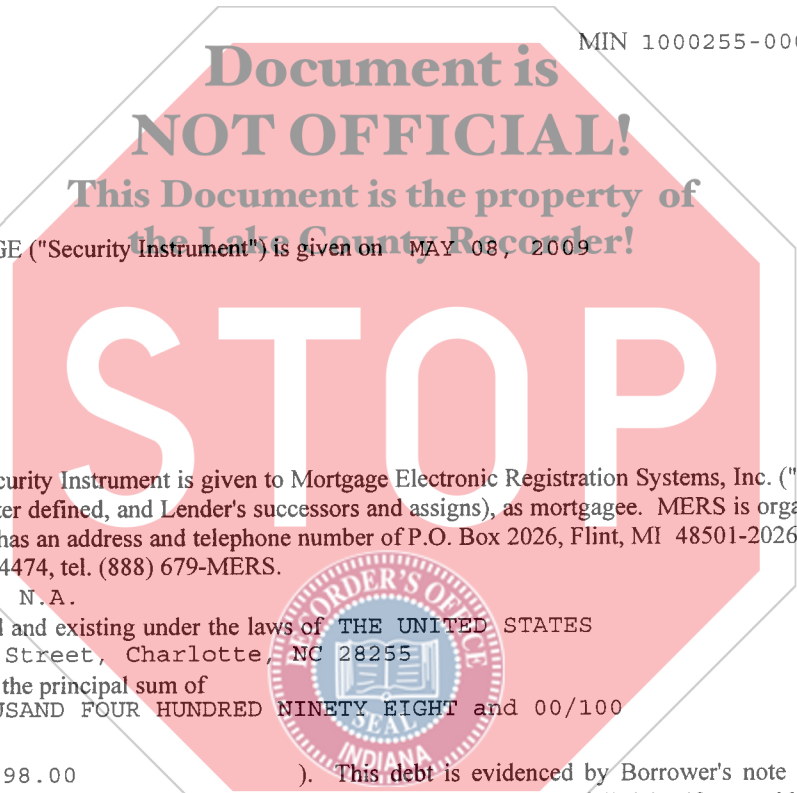 MIN 1000255-000
Document is
NOT OFFICIAL!
This Document is the property of
the Lake County Recorder!
GE ("Security Instrument") is given on MAY 08, 2009
STOP
curity Instrument is given to Mortgage Electronic Registration Systems, Inc. ("
ter defined, and Lender's successors and assigns), as mortgagee. MERS is orga
has an address and telephone number of P.O. Box 2026, Flint, MI 48501-2026
4474, tel. (888) 679-MERS.
N.A.
d and existing under the laws of THE UNITED STATES
Street, Charlotte, NC 28255
the principal sum of
USAND FOUR HUNDRED NINETY EIGHT and 00/100
98.00 ). This debt is evidenced by Borrower's note
RECORDER'S OFFICE
SEAL
INDIANA